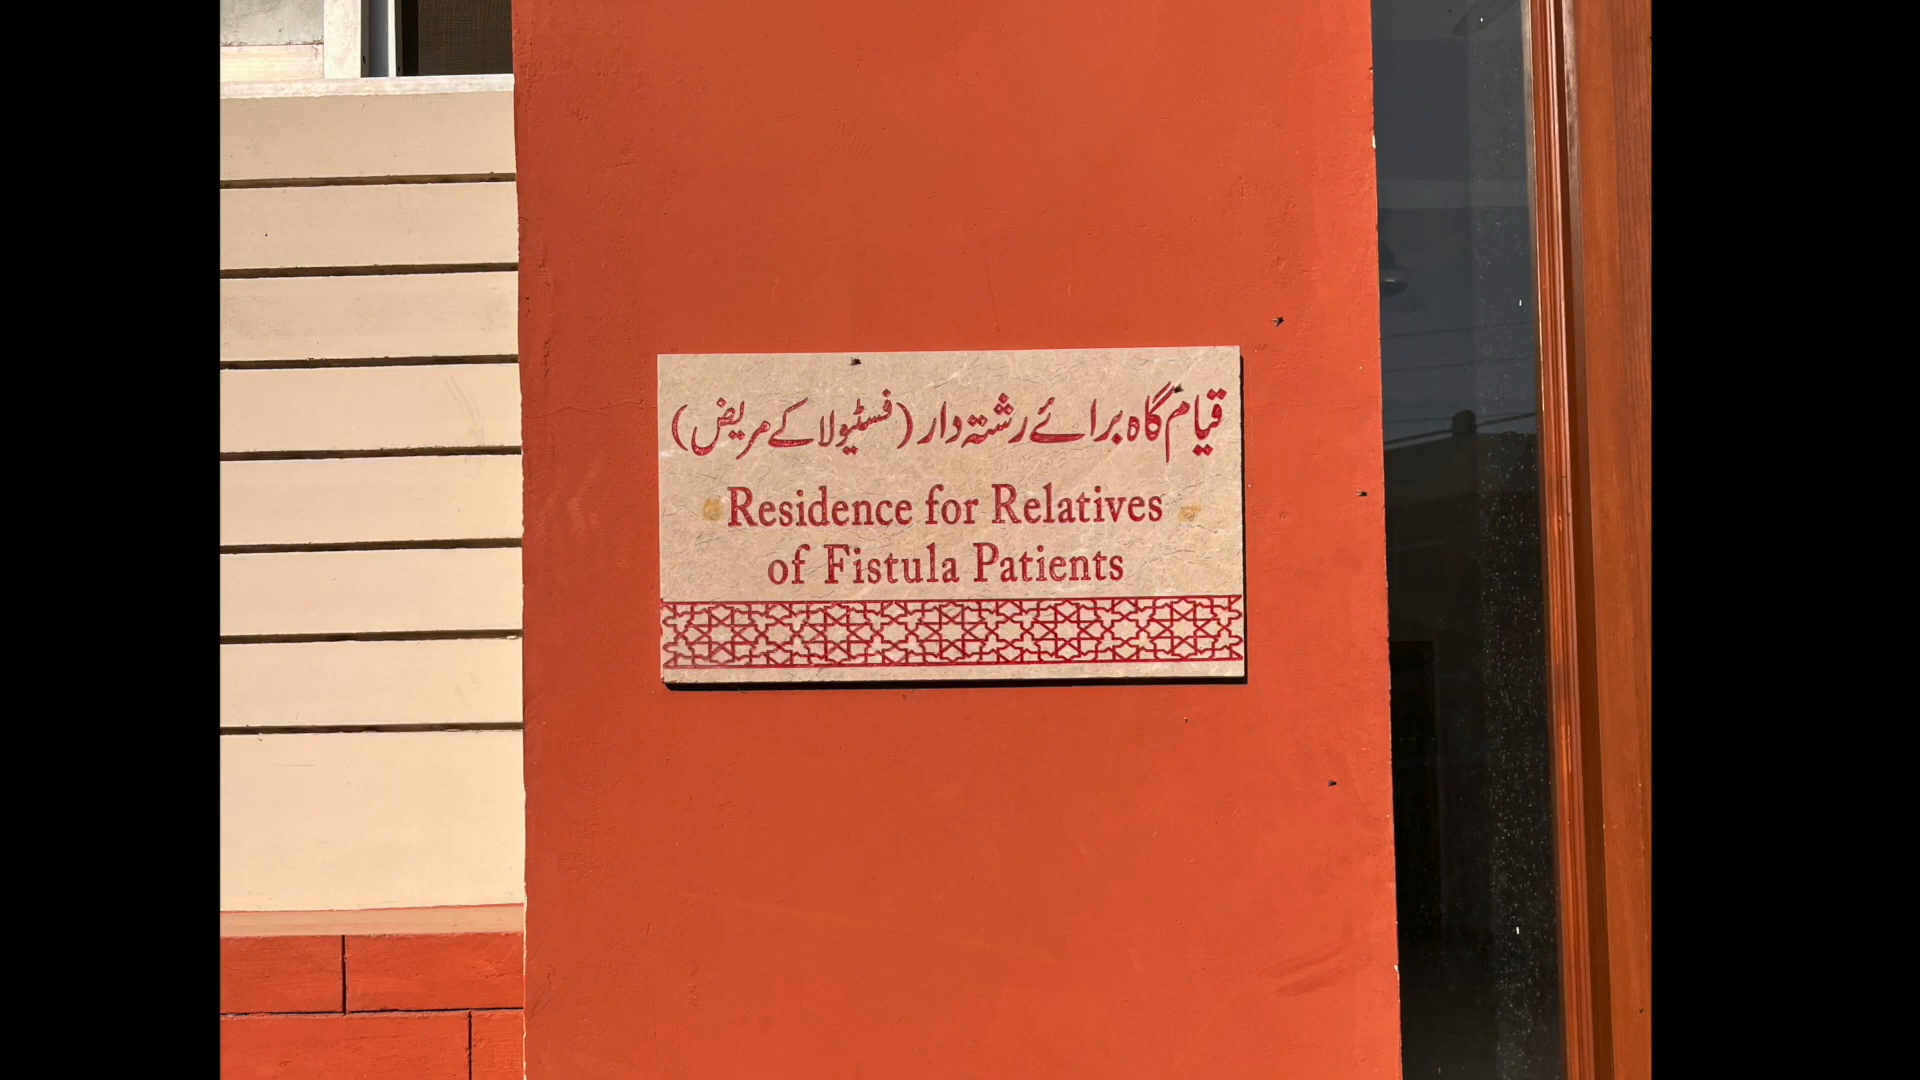 قیام گاہ برائے رشتہ دار (فسٹیولا کے مریض)
Residence for Relatives
of Fistula Patients